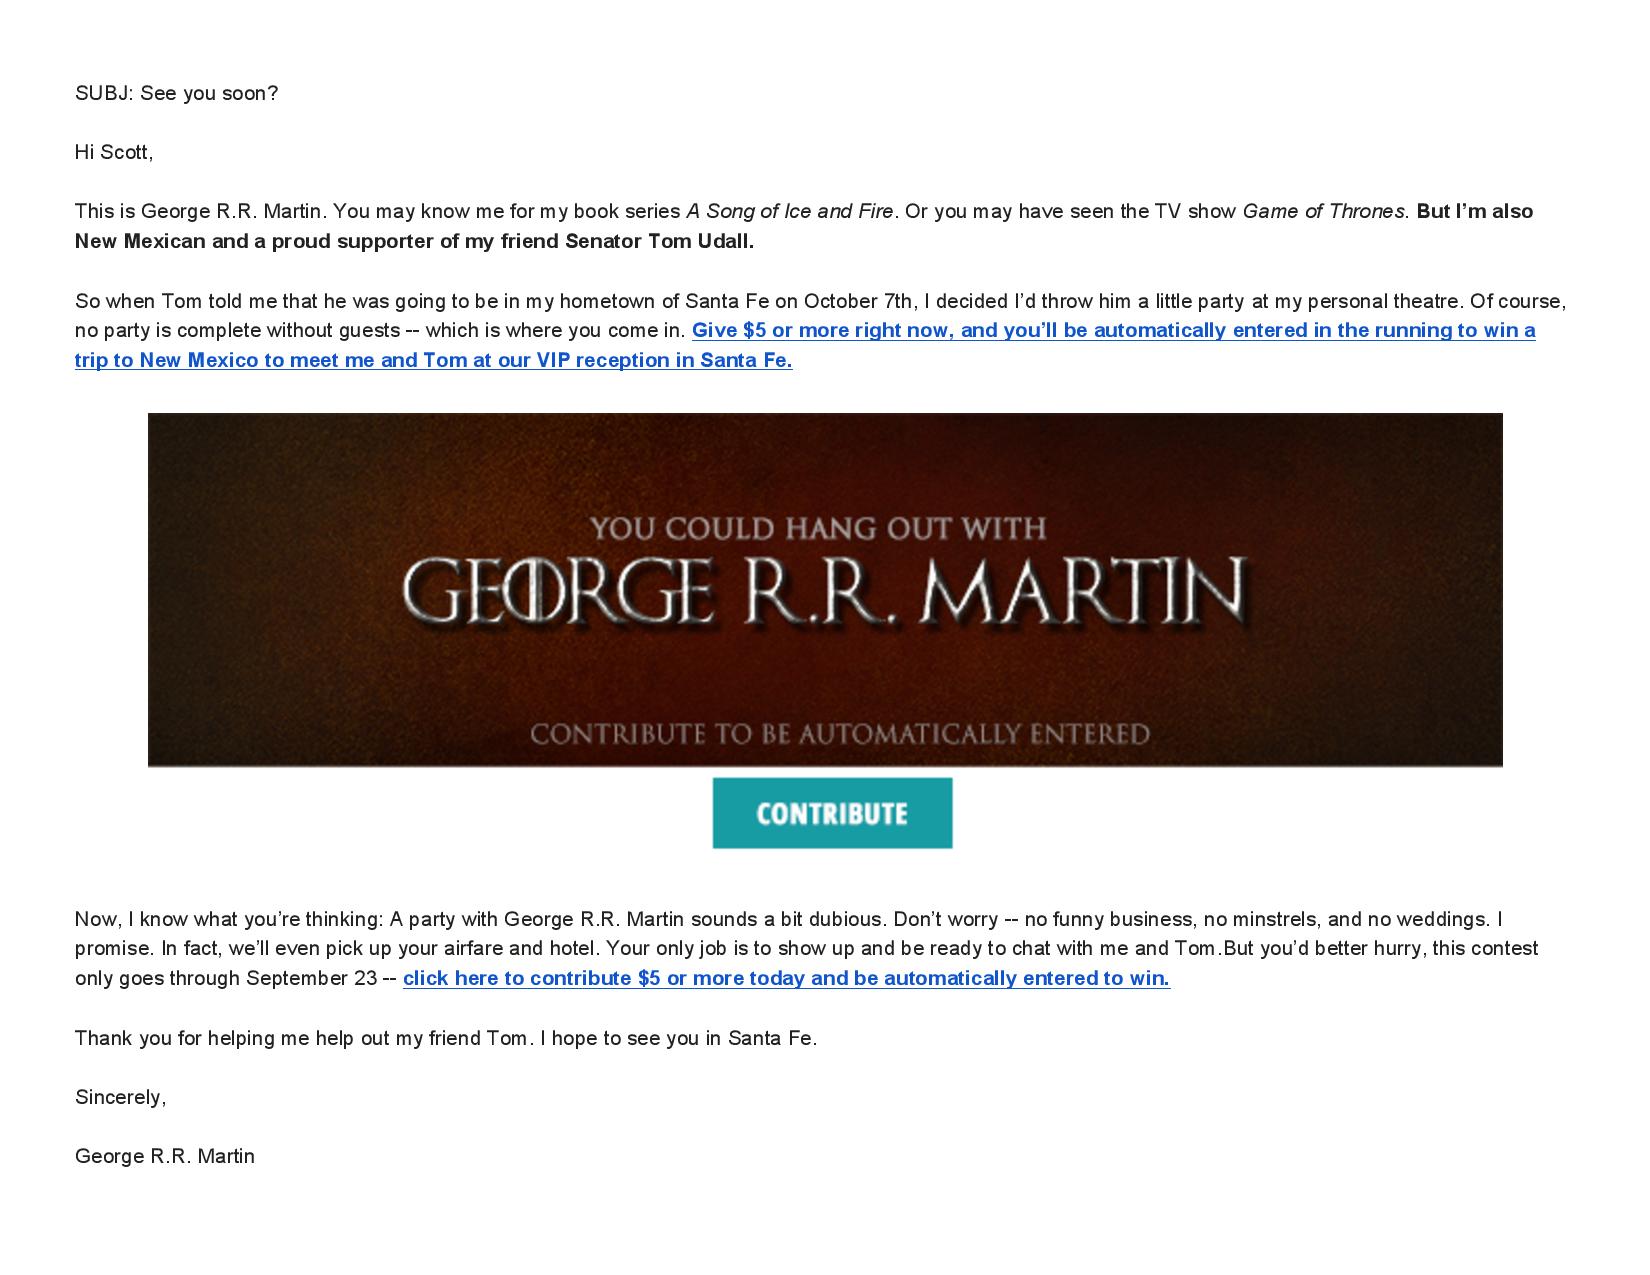 SUBJ: See you soon?
Hi Scott,
This is George R.R. Martin. You may know me for my book series A Song of Ice and Fire. Or you may have seen the TV show Game of Thrones. But I’m also
New Mexican and a proud supporter of my friend Senator Tom Udall.
So when Tom told me that he was going to be in my hometown of Santa Fe on October 7th, I decided I’d throw him a little party at my personal theatre. Of course,
no party is complete without guests -- which is where you come in. Give $5 or more right now, and you’ll be automatically entered in the running to win a
trip to New Mexico to meet me and Tom at our VIP reception in Santa Fe.
YOU COULD HANG OUT WITH
GEORGE R.R. MARTIN
CONTRIBUTE TO BE AUTOMATICALLY ENTERED
CONTRIBUTE
Now, I know what you’re thinking: A party with George R.R. Martin sounds a bit dubious. Don’t worry -- no funny business, no minstrels, and no weddings. I
promise. In fact, we’ll even pick up your airfare and hotel. Your only job is to show up and be ready to chat with me and Tom.But you’d better hurry, this contest
only goes through September 23 -- click here to contribute $5 or more today and be automatically entered to win.
Thank you for helping me help out my friend Tom. I hope to see you in Santa Fe.
Sincerely,
George R.R. Martin